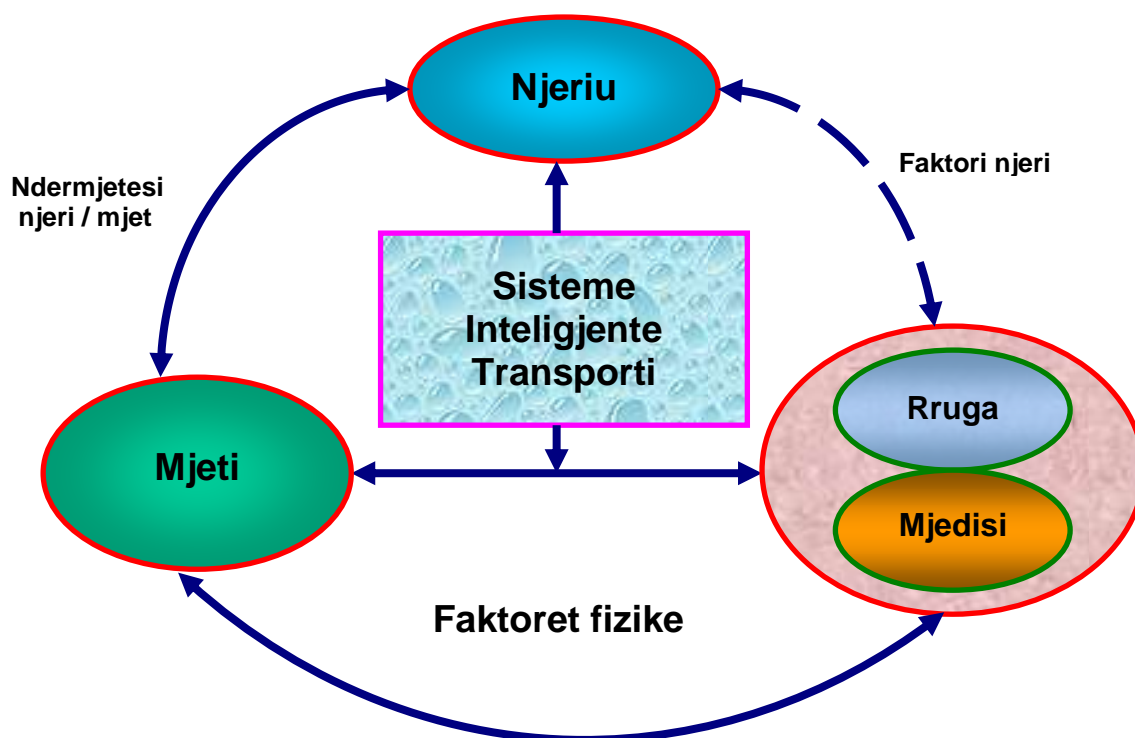 Njeriu
Faktori njeri
Ndermjetesi
njeri / mjet
Sisteme
Inteligjente
Transporti
Rruga
Mjeti
Mjedisi
Faktoret fizike